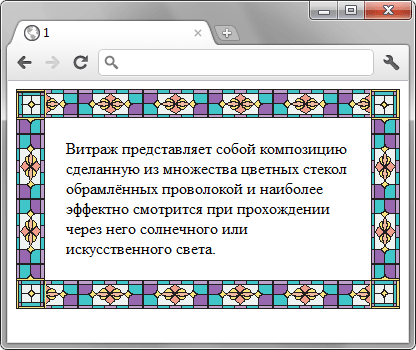 1
Витраж представляет собой композицию
сделанную из множества цветных стекол
обрамлённых проволокой и наиболее
эффектно смотрится при прохождении
через него солнечного или
искусственного света.